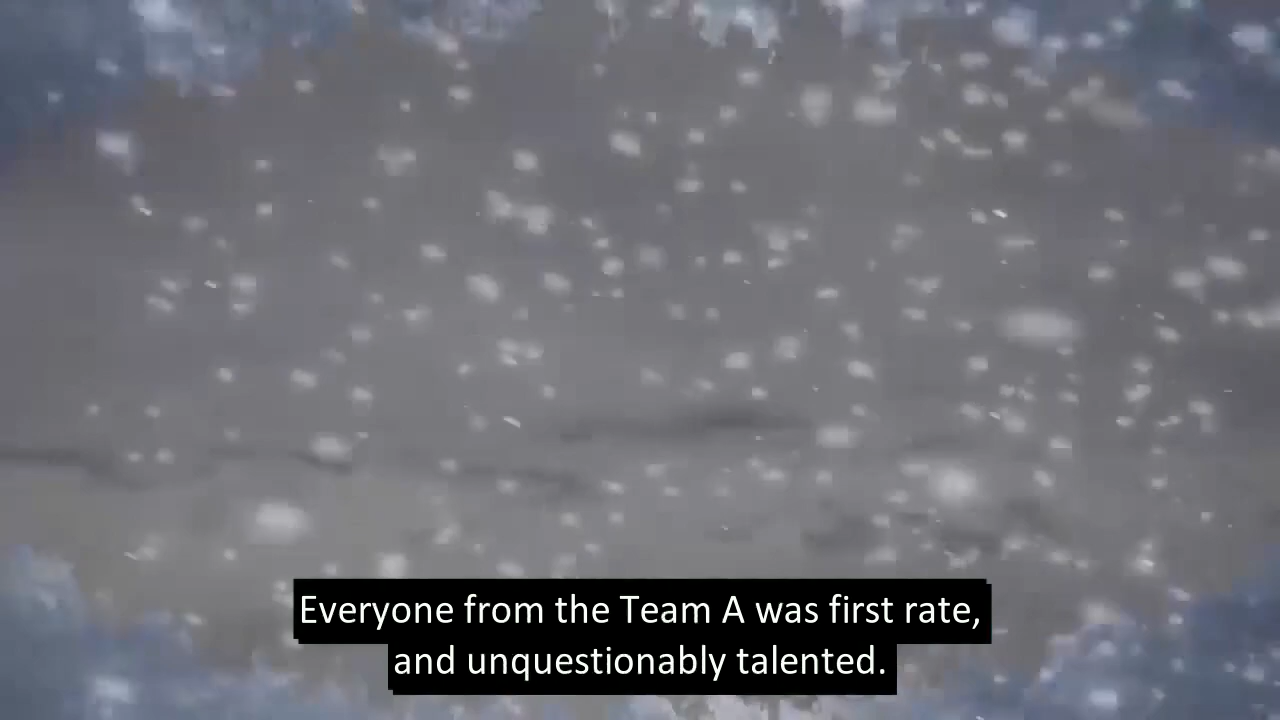 Everyone from the Team A was first rate,
and unquestionably talented.